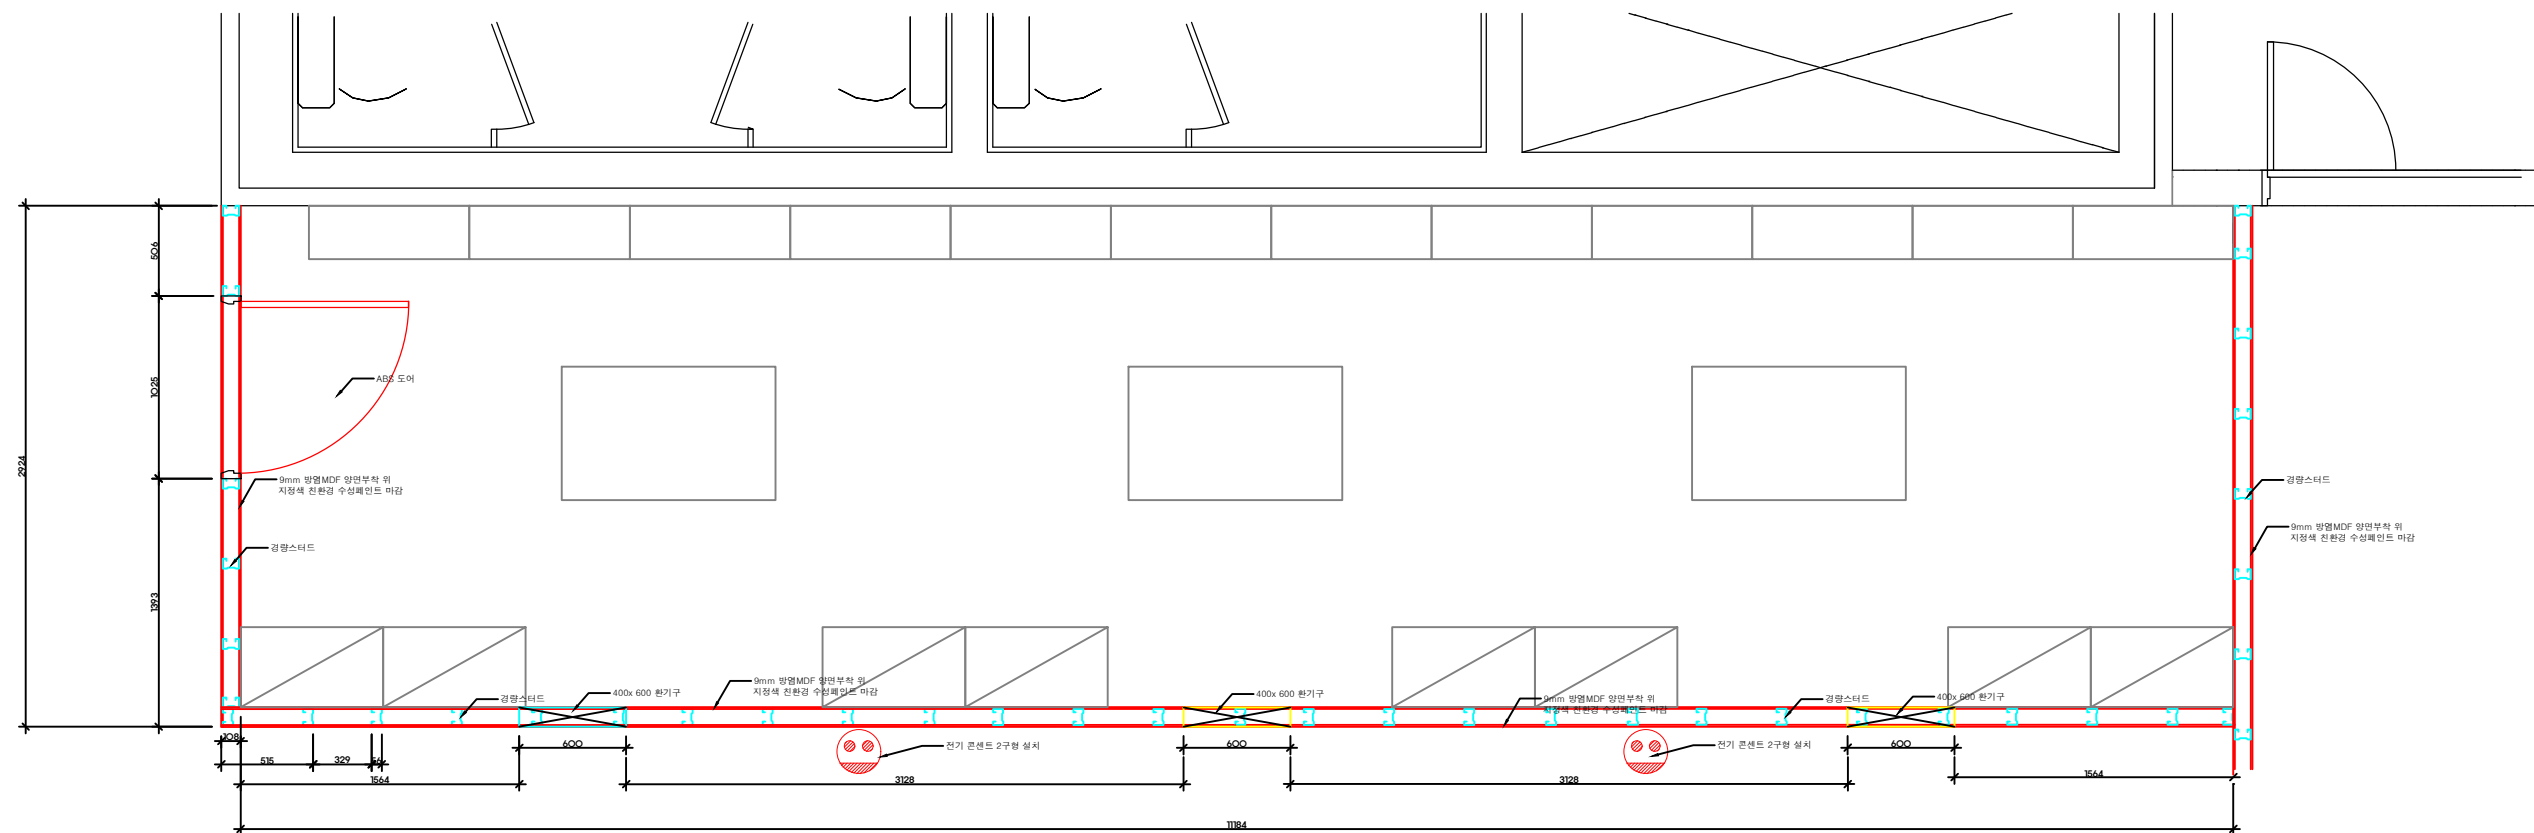 506
1025
2924
1393
ABS 도어
9mm 방염MDF 양면부착 위
지정색 친환경 수성페인트 마감
경량스터드
경량스터드
9mm 방염MDF 양면부착 위
지정색 친환경 수성페인트 마감
경량스터드
400x 600 환기구
9mm 방염MDF 양면부착 위
지정색 친환경 수성페인트 마감
400x 600 환기구
9mm 방염MDF 양면부착 위
지정색 친환경 수성페인트 마감
경량스터드
400x 600 환기구
108
600
전기 콘센트 2구형 설치
600
전기 콘센트 2구형 설치
600
515
329
1564
3128
3128
1564
11184